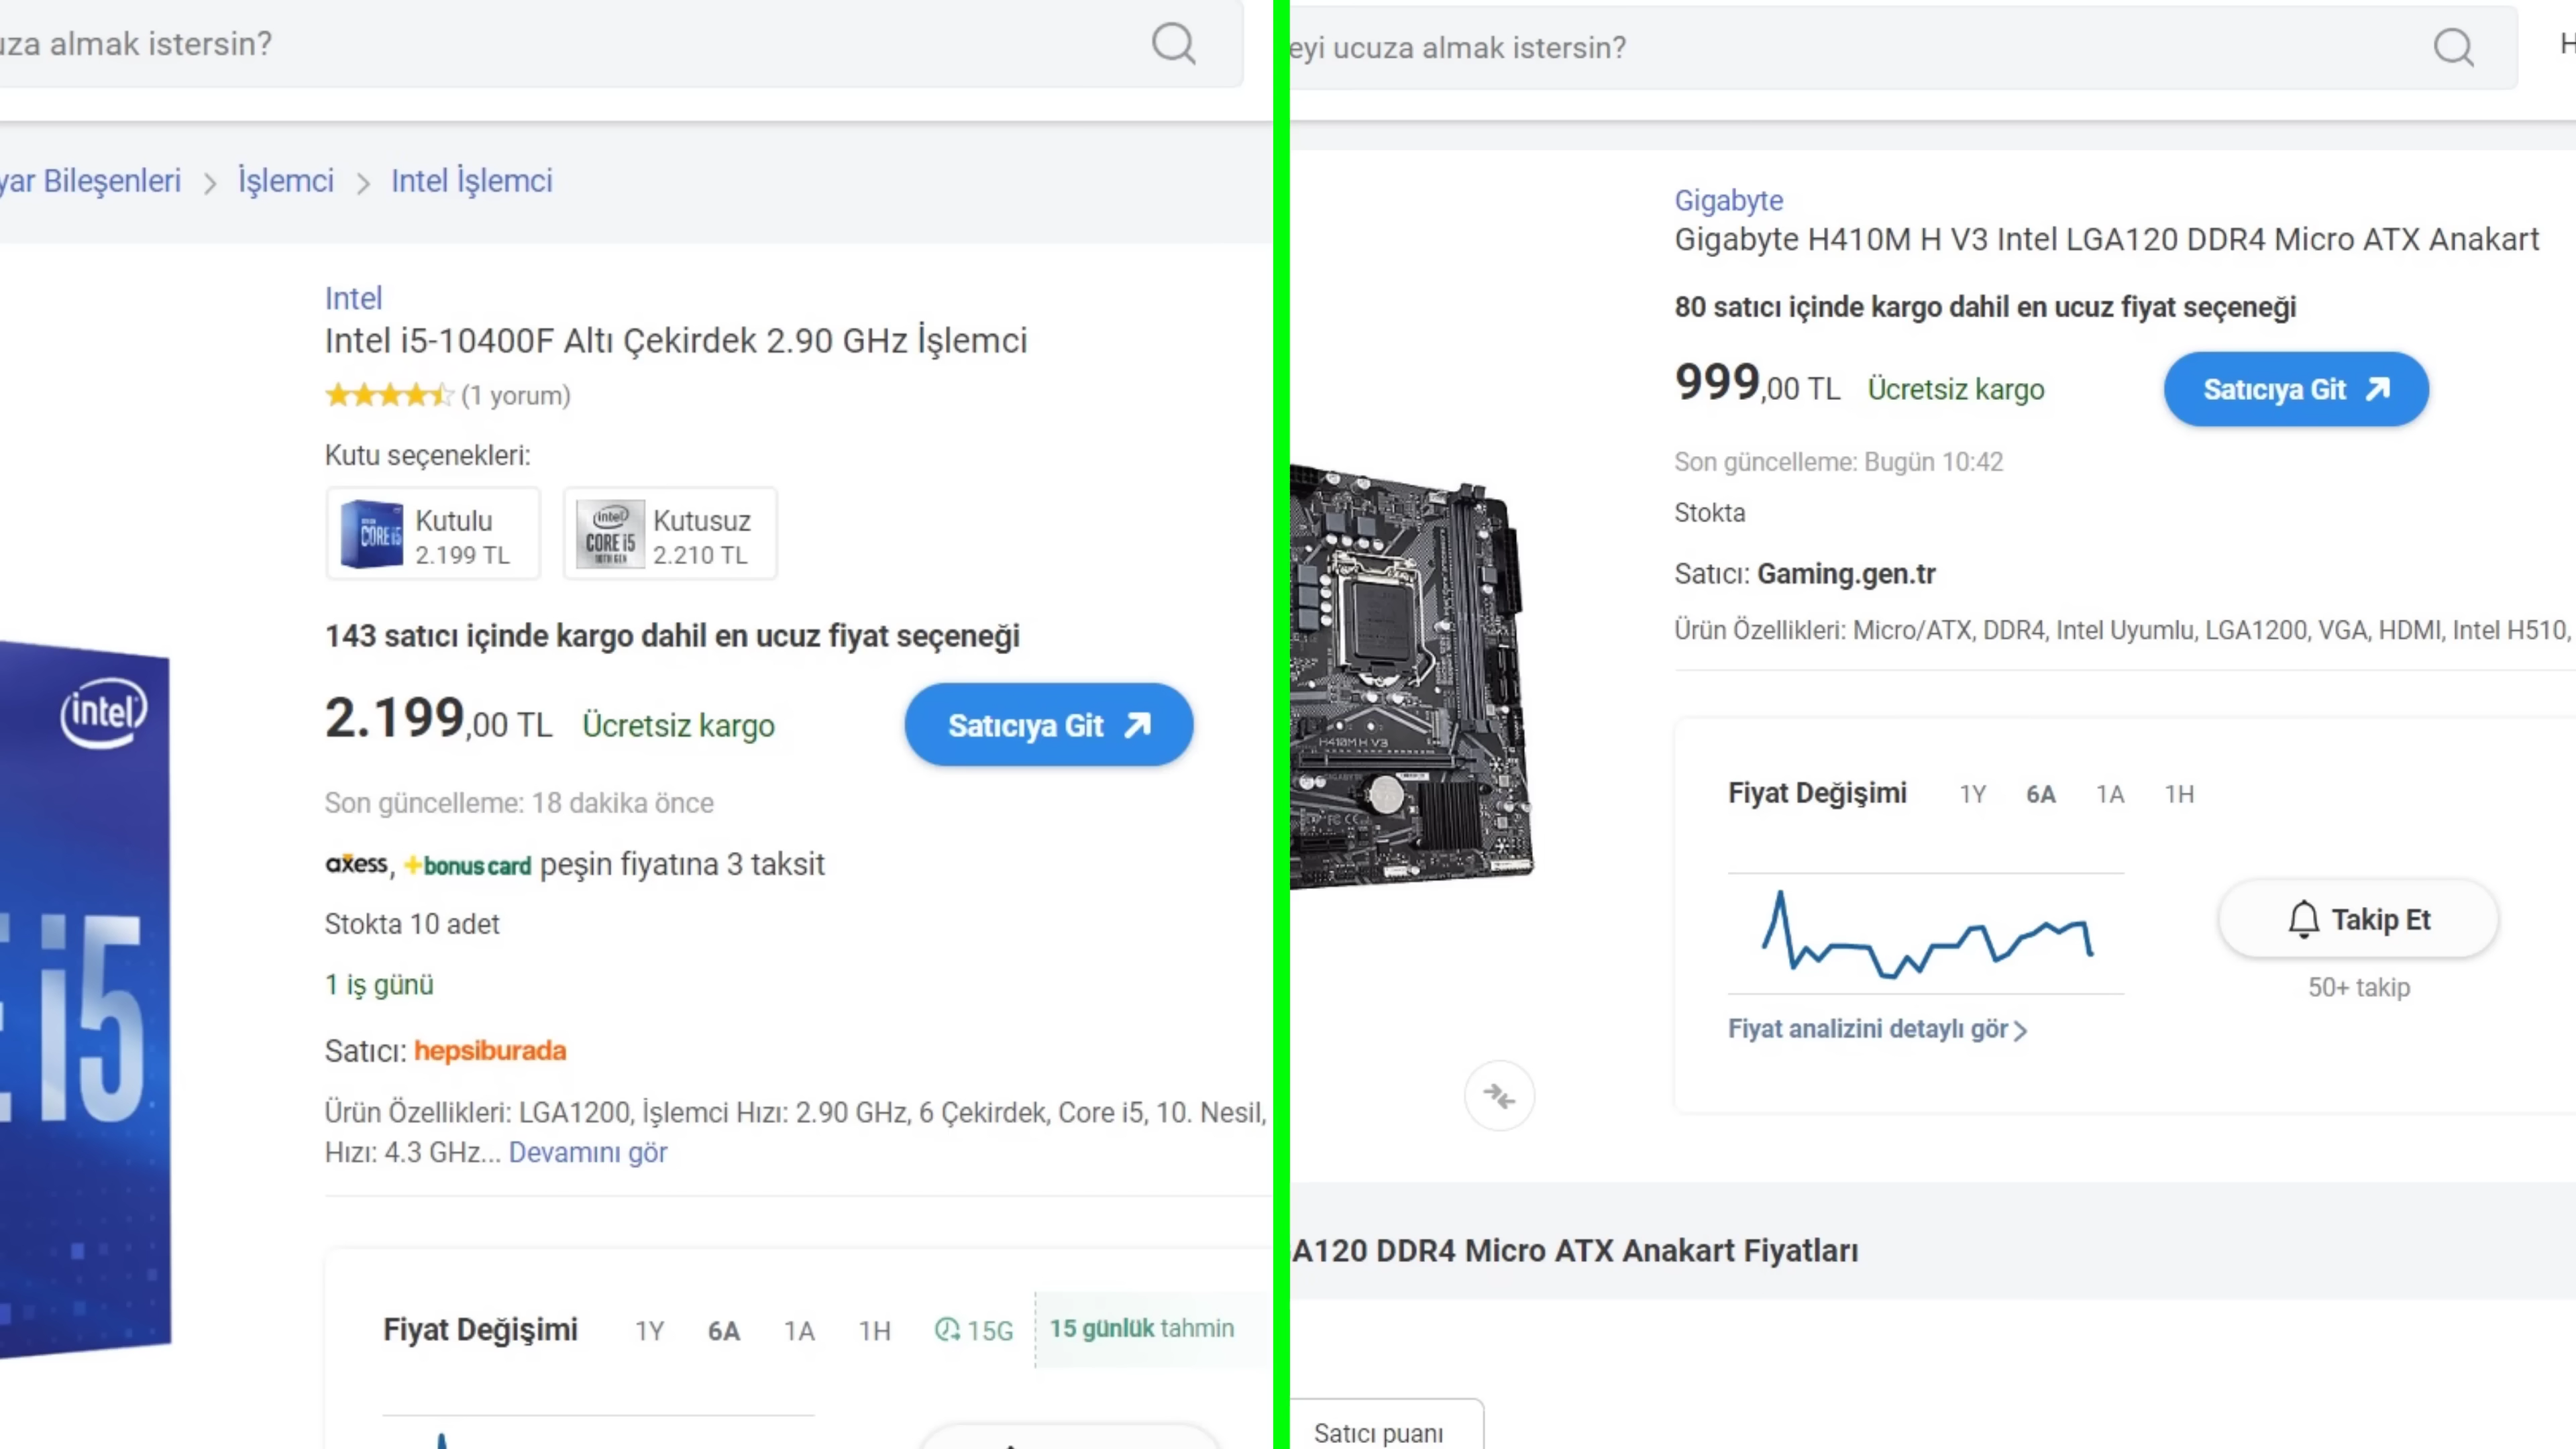 uza almak istersin?
yar Bileşenleri > İşlemci > Intel İşlemci
Intel
Intel i5-10400F Altı Çekirdek 2.90 GHz İşlemci
(1 yorum)
Kutu seçenekleri:
Kutulu
2.199 TL
Kutusuz
2.210 TL
intel
CORE i5
143 satıcı içinde kargo dahil en ucuz fiyat seçeneği
2.199,00 TL Ücretsiz kargo
Satıcıya Git
Son güncelleme: 18 dakika önce
axess, +bonus card peşin fiyatına 3 taksit
Stokta 10 adet
1 iş günü
Satıcı: hepsiburada
Ürün Özellikleri: LGA1200, İşlemci Hızı: 2.90 GHz, 6 Çekirdek, Core i5, 10. Nesil,
Hızı: 4.3 GHz... Devamını gör
intel
i5
Fiyat Değişimi 1Y 6A 1A 1H 15G 15 günlük tahmin
eyi ucuza almak istersin?
H
Gigabyte
Gigabyte H410M H V3 Intel LGA120 DDR4 Micro ATX Anakart
80 satıcı içinde kargo dahil en ucuz fiyat seçeneği
999,00 TL Ücretsiz kargo
Satıcıya Git
Son güncelleme: Bugün 10:42
Stokta
Satıcı: Gaming.gen.tr
Ürün Özellikleri: Micro/ATX, DDR4, Intel Uyumlu, LGA1200, VGA, HDMI, Intel H510,
H410M H V3
Fiyat Değişimi 1Y 6A 1A 1H
Takip Et
50+ takip
Fiyat analizini detaylı gör >
A120 DDR4 Micro ATX Anakart Fiyatları
Satıcı puanı